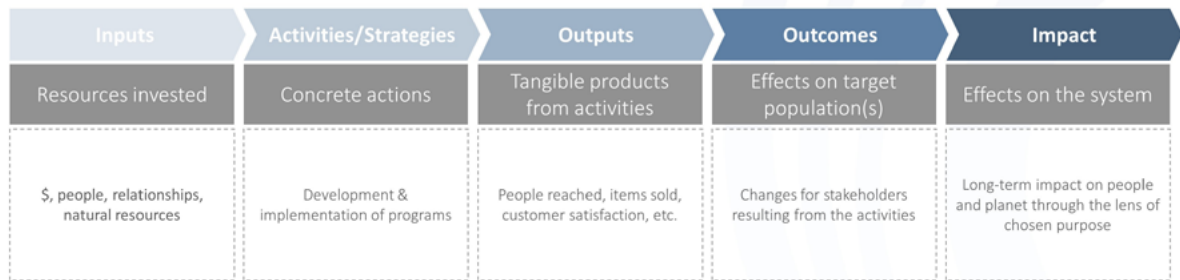 Inputs
Activities/Strategies
Outputs
Outcomes
Impact
Resources invested
Concrete actions
Tangible products
from activities
Effects on target
population(s)
Effects on the system
$, people, relationships,
natural resources
Development &
implementation of programs
People reached, items sold,
customer satisfaction, etc.
Changes for stakeholders
resulting from the activities
Long-term impact on people
and planet through the lens of
chosen purpose